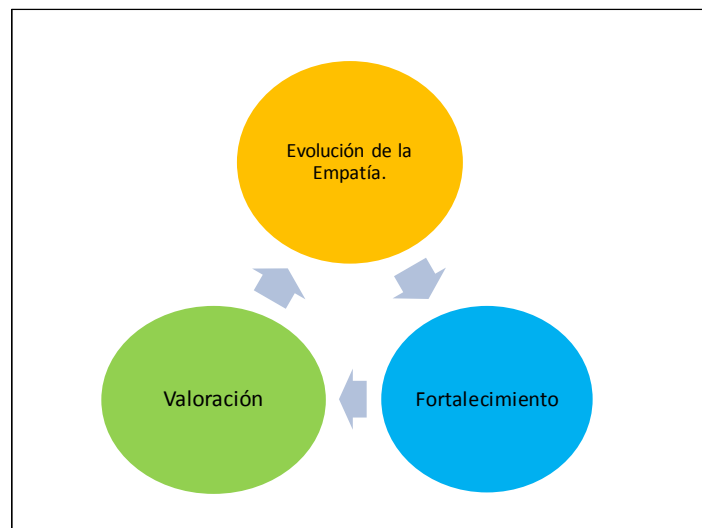 Evolución de la
Empatía.
Valoración
Fortalecimiento